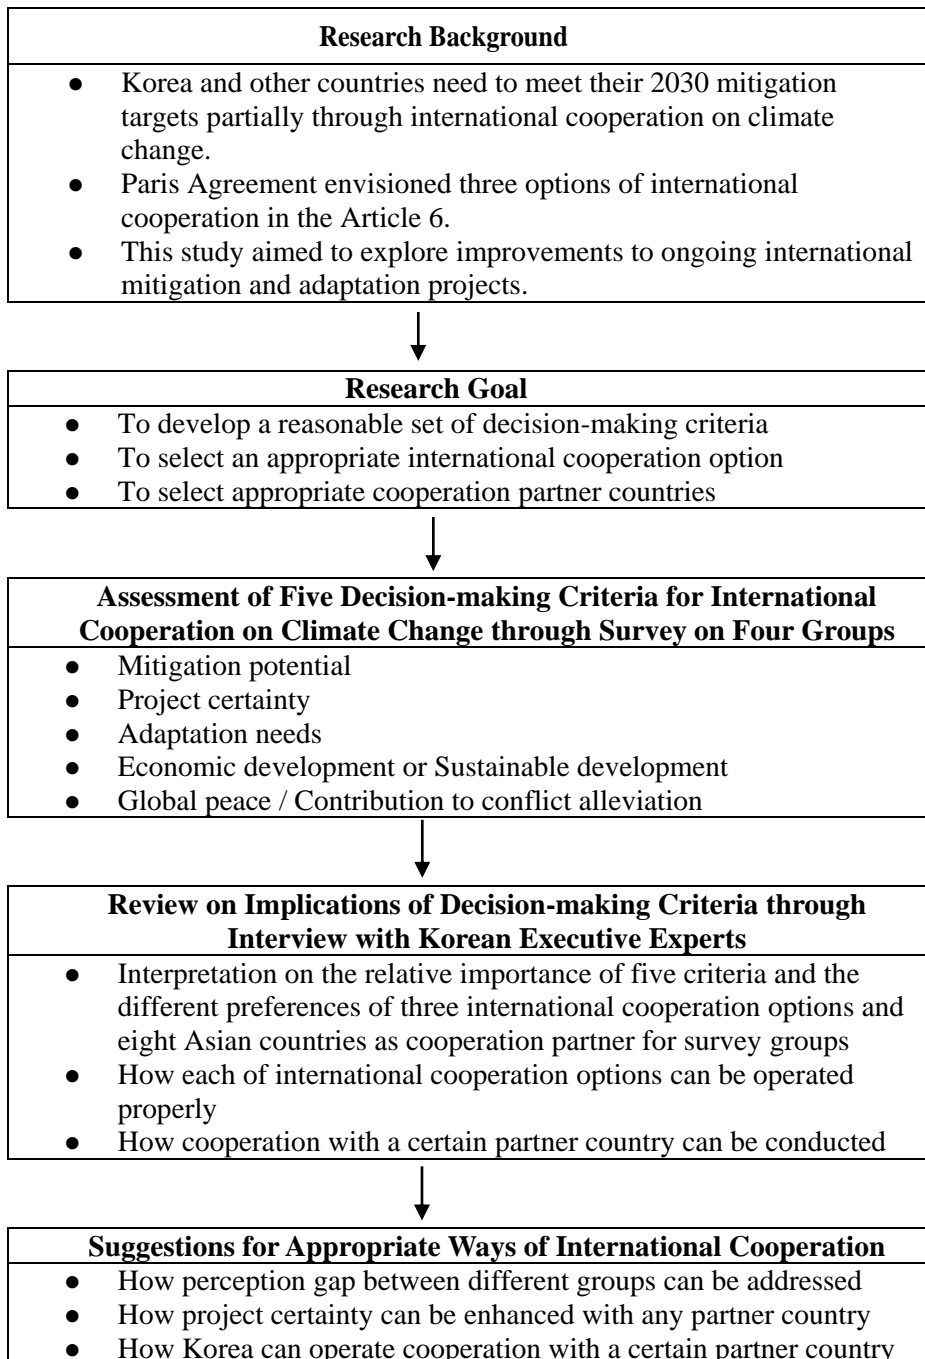 Research Background
● Korea and other countries need to meet their 2030 mitigation
targets partially through international cooperation on climate
change.
● Paris Agreement envisioned three options of international
cooperation in the Article 6.
● This study aimed to explore improvements to ongoing international
mitigation and adaptation projects.
Research Goal
● To develop a reasonable set of decision-making criteria
● To select an appropriate international cooperation option
● To select appropriate cooperation partner countries
Assessment of Five Decision-making Criteria for International
Cooperation on Climate Change through Survey on Four Groups
● Mitigation potential
● Project certainty
● Adaptation needs
● Economic development or Sustainable development
● Global peace / Contribution to conflict alleviation
Review on Implications of Decision-making Criteria through
Interview with Korean Executive Experts
● Interpretation on the relative importance of five criteria and the
different preferences of three international cooperation options and
eight Asian countries as cooperation partner for survey groups
● How each of international cooperation options can be operated
properly
● How cooperation with a certain partner country can be conducted
Suggestions for Appropriate Ways of International Cooperation
● How perception gap between different groups can be addressed
● How project certainty can be enhanced with any partner country
● How Korea can operate cooperation with a certain partner country